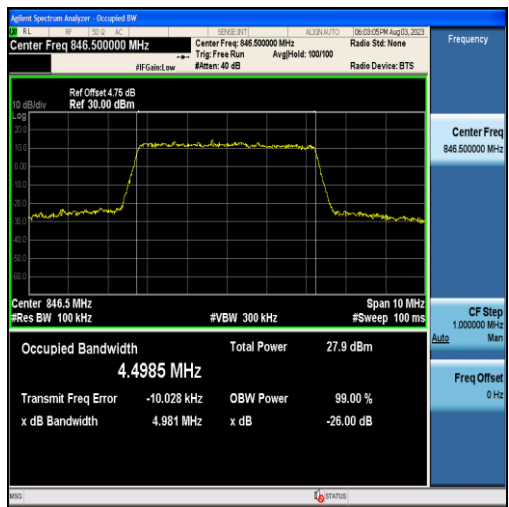 Agilent Spectrum Analyzer - Occupied BW
RL RF 50 Ω AC SENSE:INT ALIGN AUTO 06:03:05 PM Aug 03, 2023
Center Freq 846.500000 MHz Center Freq: 846.500000 MHz Radio Std: None
Trig: Free Run Avg|Hold: 100/100
#IFGain:Low #Atten: 40 dB Radio Device: BTS
Frequency
Ref Offset 4.75 dB
10 dB/div Ref 30.00 dBm
Log
20.0
10.0
0.00
-10.0
-20.0
-30.0
-40.0
-50.0
-60.0
Center 846.5 MHz Span 10 MHz
#Res BW 100 kHz #VBW 300 kHz #Sweep 100 ms
Occupied Bandwidth Total Power 27.9 dBm
4.4985 MHz
Transmit Freq Error -10.028 kHz OBW Power 99.00 %
x dB Bandwidth 4.981 MHz x dB -26.00 dB
Center Freq
846.500000 MHz
CF Step
1.000000 MHz
Auto Man
Freq Offset
0 Hz
MSG STATUS